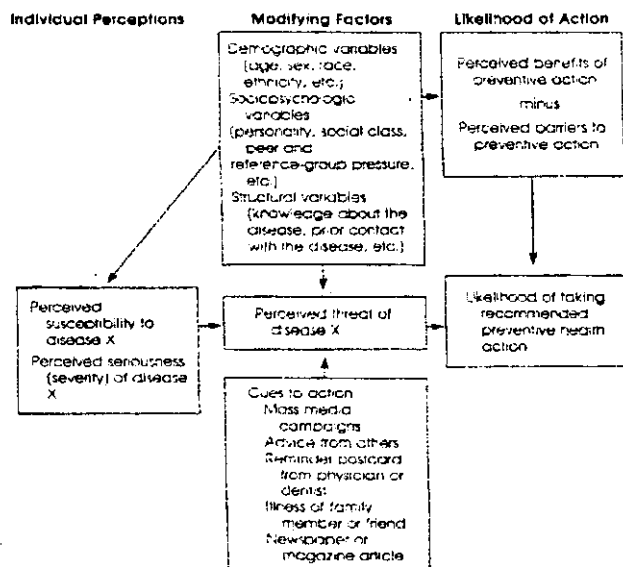 Individual Perceptions
Modifying Factors
Likelihood of Action
Demographic variables
(age, sex, race,
ethnicity, etc.)
Sociopsychologic
variables
(personality, social class,
peer and
reference-group pressure,
etc.)
Structural variables
(knowledge about the
disease, prior contact
with the disease, etc.)
Perceived benefits of
preventive action
minus
Perceived barriers to
preventive action
Perceived
susceptibility to
disease X
Perceived seriousness
(severity) of disease
X
Perceived threat of
disease X
Likelihood of taking
recommended
preventive health
action
Cues to action
Mass media
campaigns
Advice from others
Reminder postcard
from physician or
dentist
Illness of family
member or friend
Newspaper or
magazine article